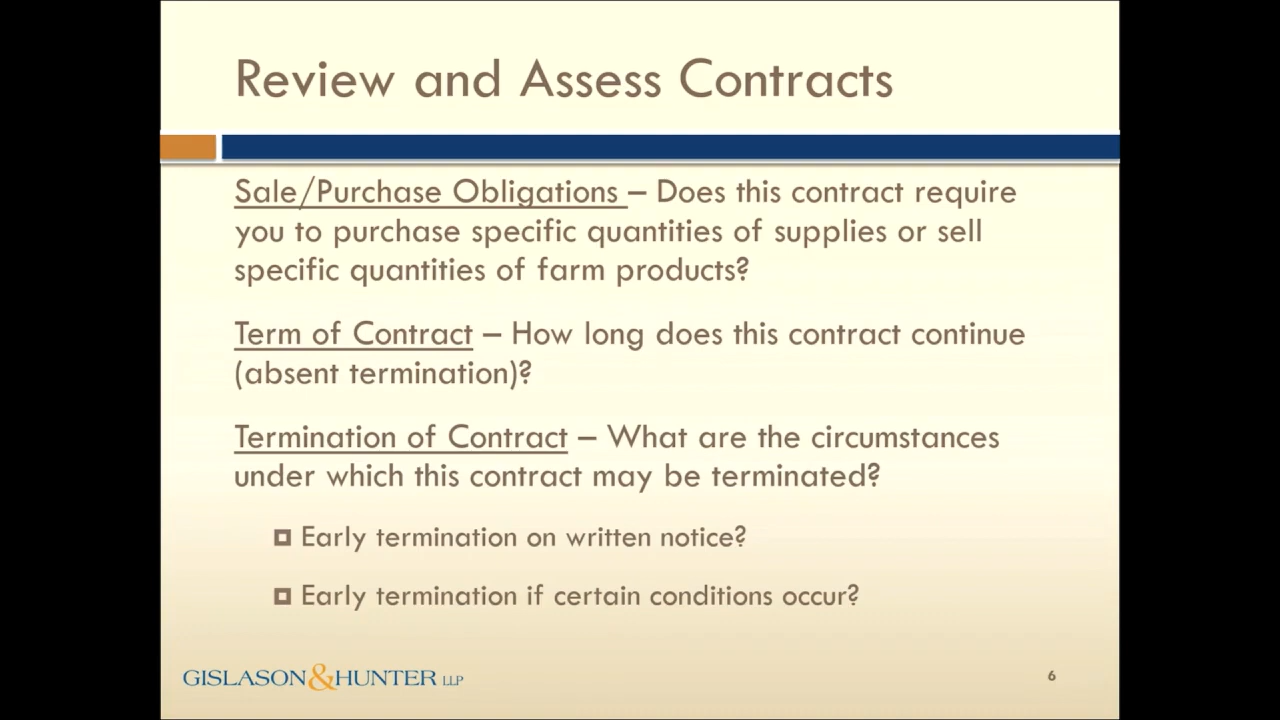 Review and Assess Contracts
Sale/Purchase Obligations – Does this contract require
you to purchase specific quantities of supplies or sell
specific quantities of farm products?
Term of Contract – How long does this contract continue
(absent termination)?
Termination of Contract – What are the circumstances
under which this contract may be terminated?
Early termination on written notice?
Early termination if certain conditions occur?
GISLASON&HUNTER LLP
6